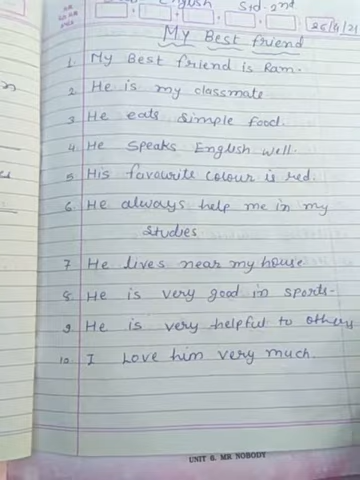 English Std-2nd
26/4/21
My Best friend
1. My Best friend is Ram.
2. He is my classmate
3. He eats simple food.
4. He speaks English well.
5. His favourite colour is red.
6. He always help me in my
studies
7. He lives near my house
8. He is very good in sports-
9. He is very helpful to others
10. I Love him very much.
UNIT 6. MR NOBODY